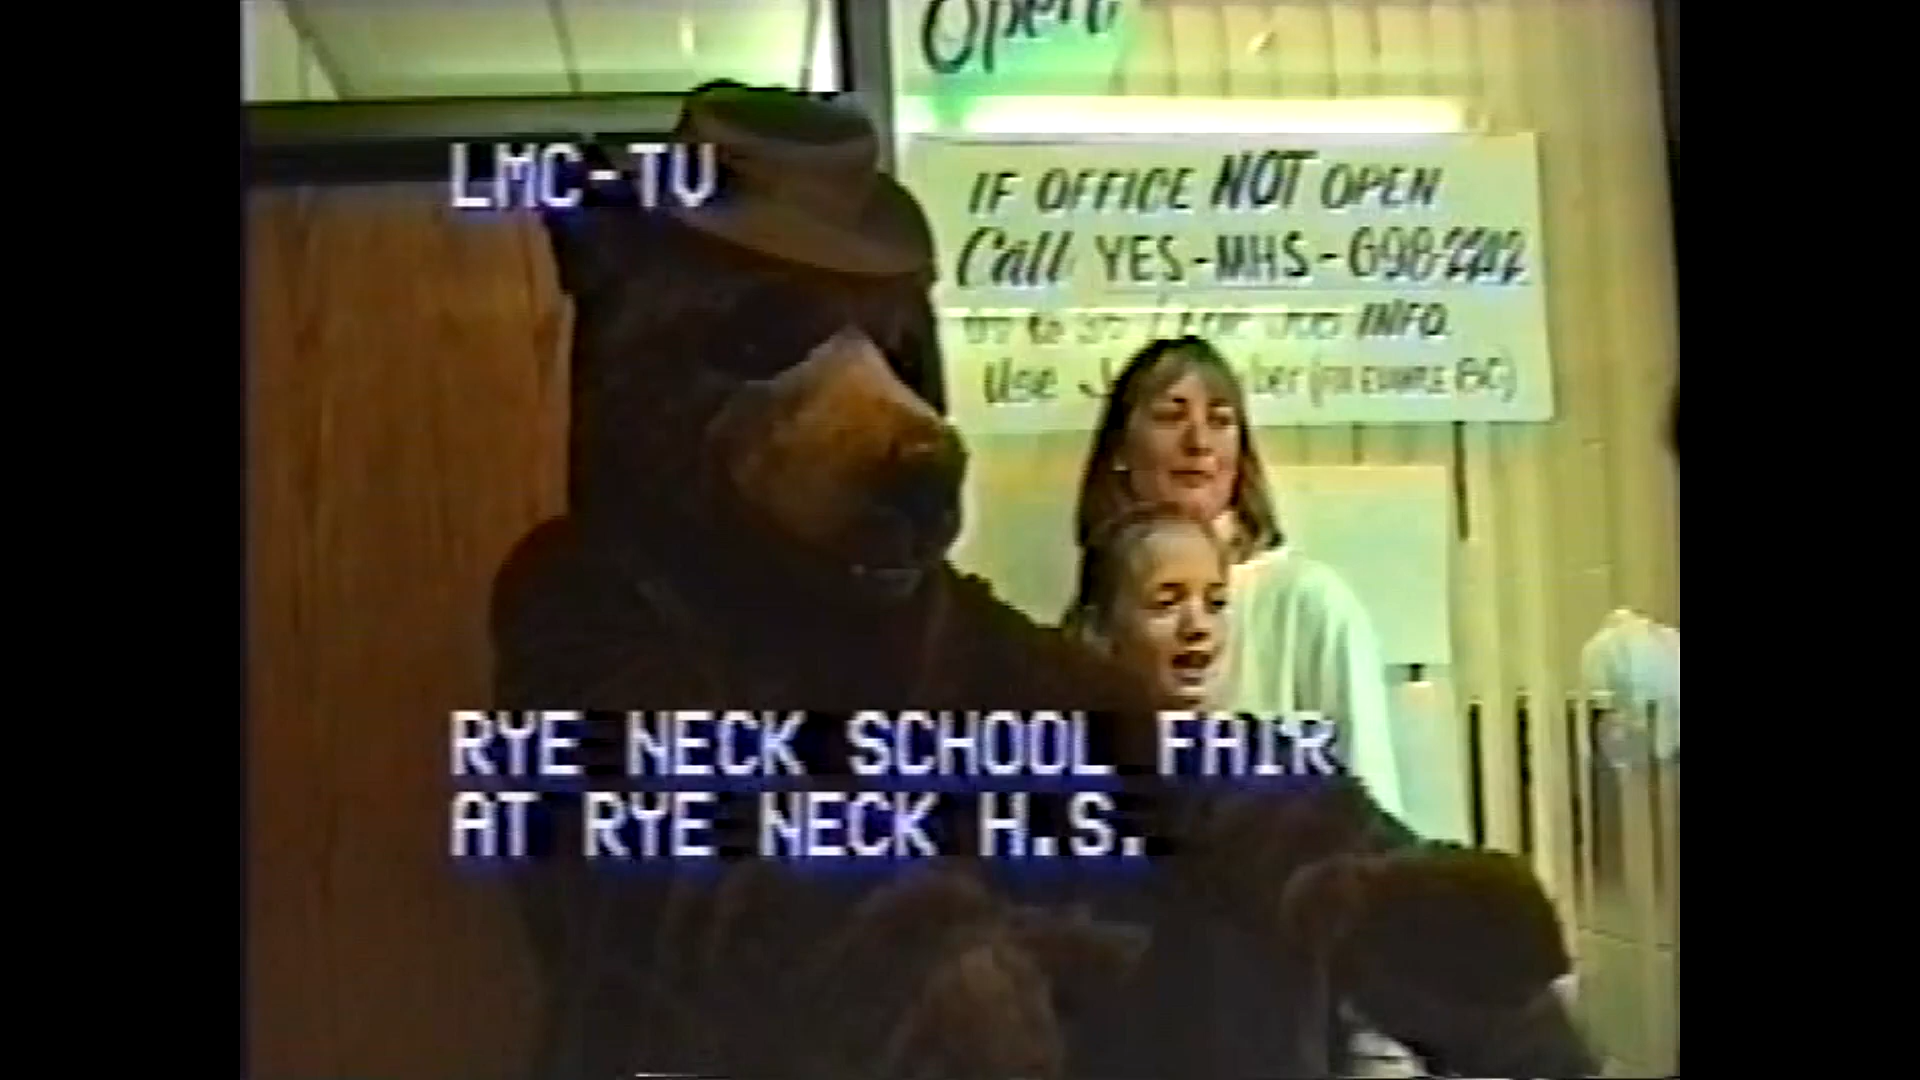 Open
LMC-TV
IF OFFICE NOT OPEN
Call YES-MHS-698-2212
INFO.
Use
RYE NECK SCHOOL FAIR
AT RYE NECK H.S.